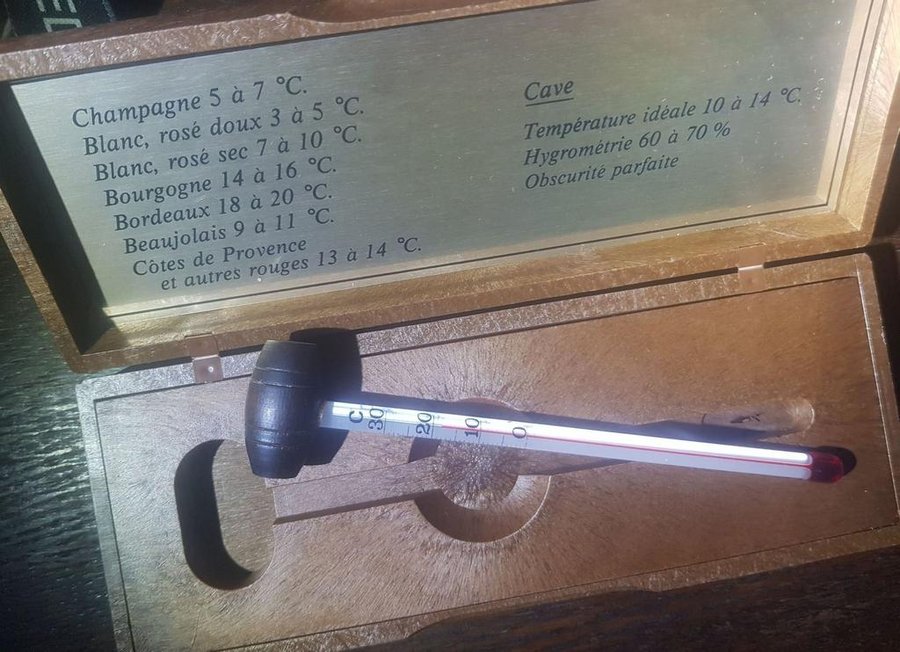 Champagne 5 à 7 °C.
Blanc, rosé doux 3 à 5 °C.
Blanc, rosé sec 7 à 10 °C.
Bourgogne 14 à 16 °C.
Bordeaux 18 à 20 °C.
Beaujolais 9 à 11 °C.
Côtes de Provence
et autres rouges 13 à 14 °C.
Cave
Température idéale 10 à 14 °C.
Hygrométrie 60 à 70 %
Obscurité parfaite
C 30 20 10 0